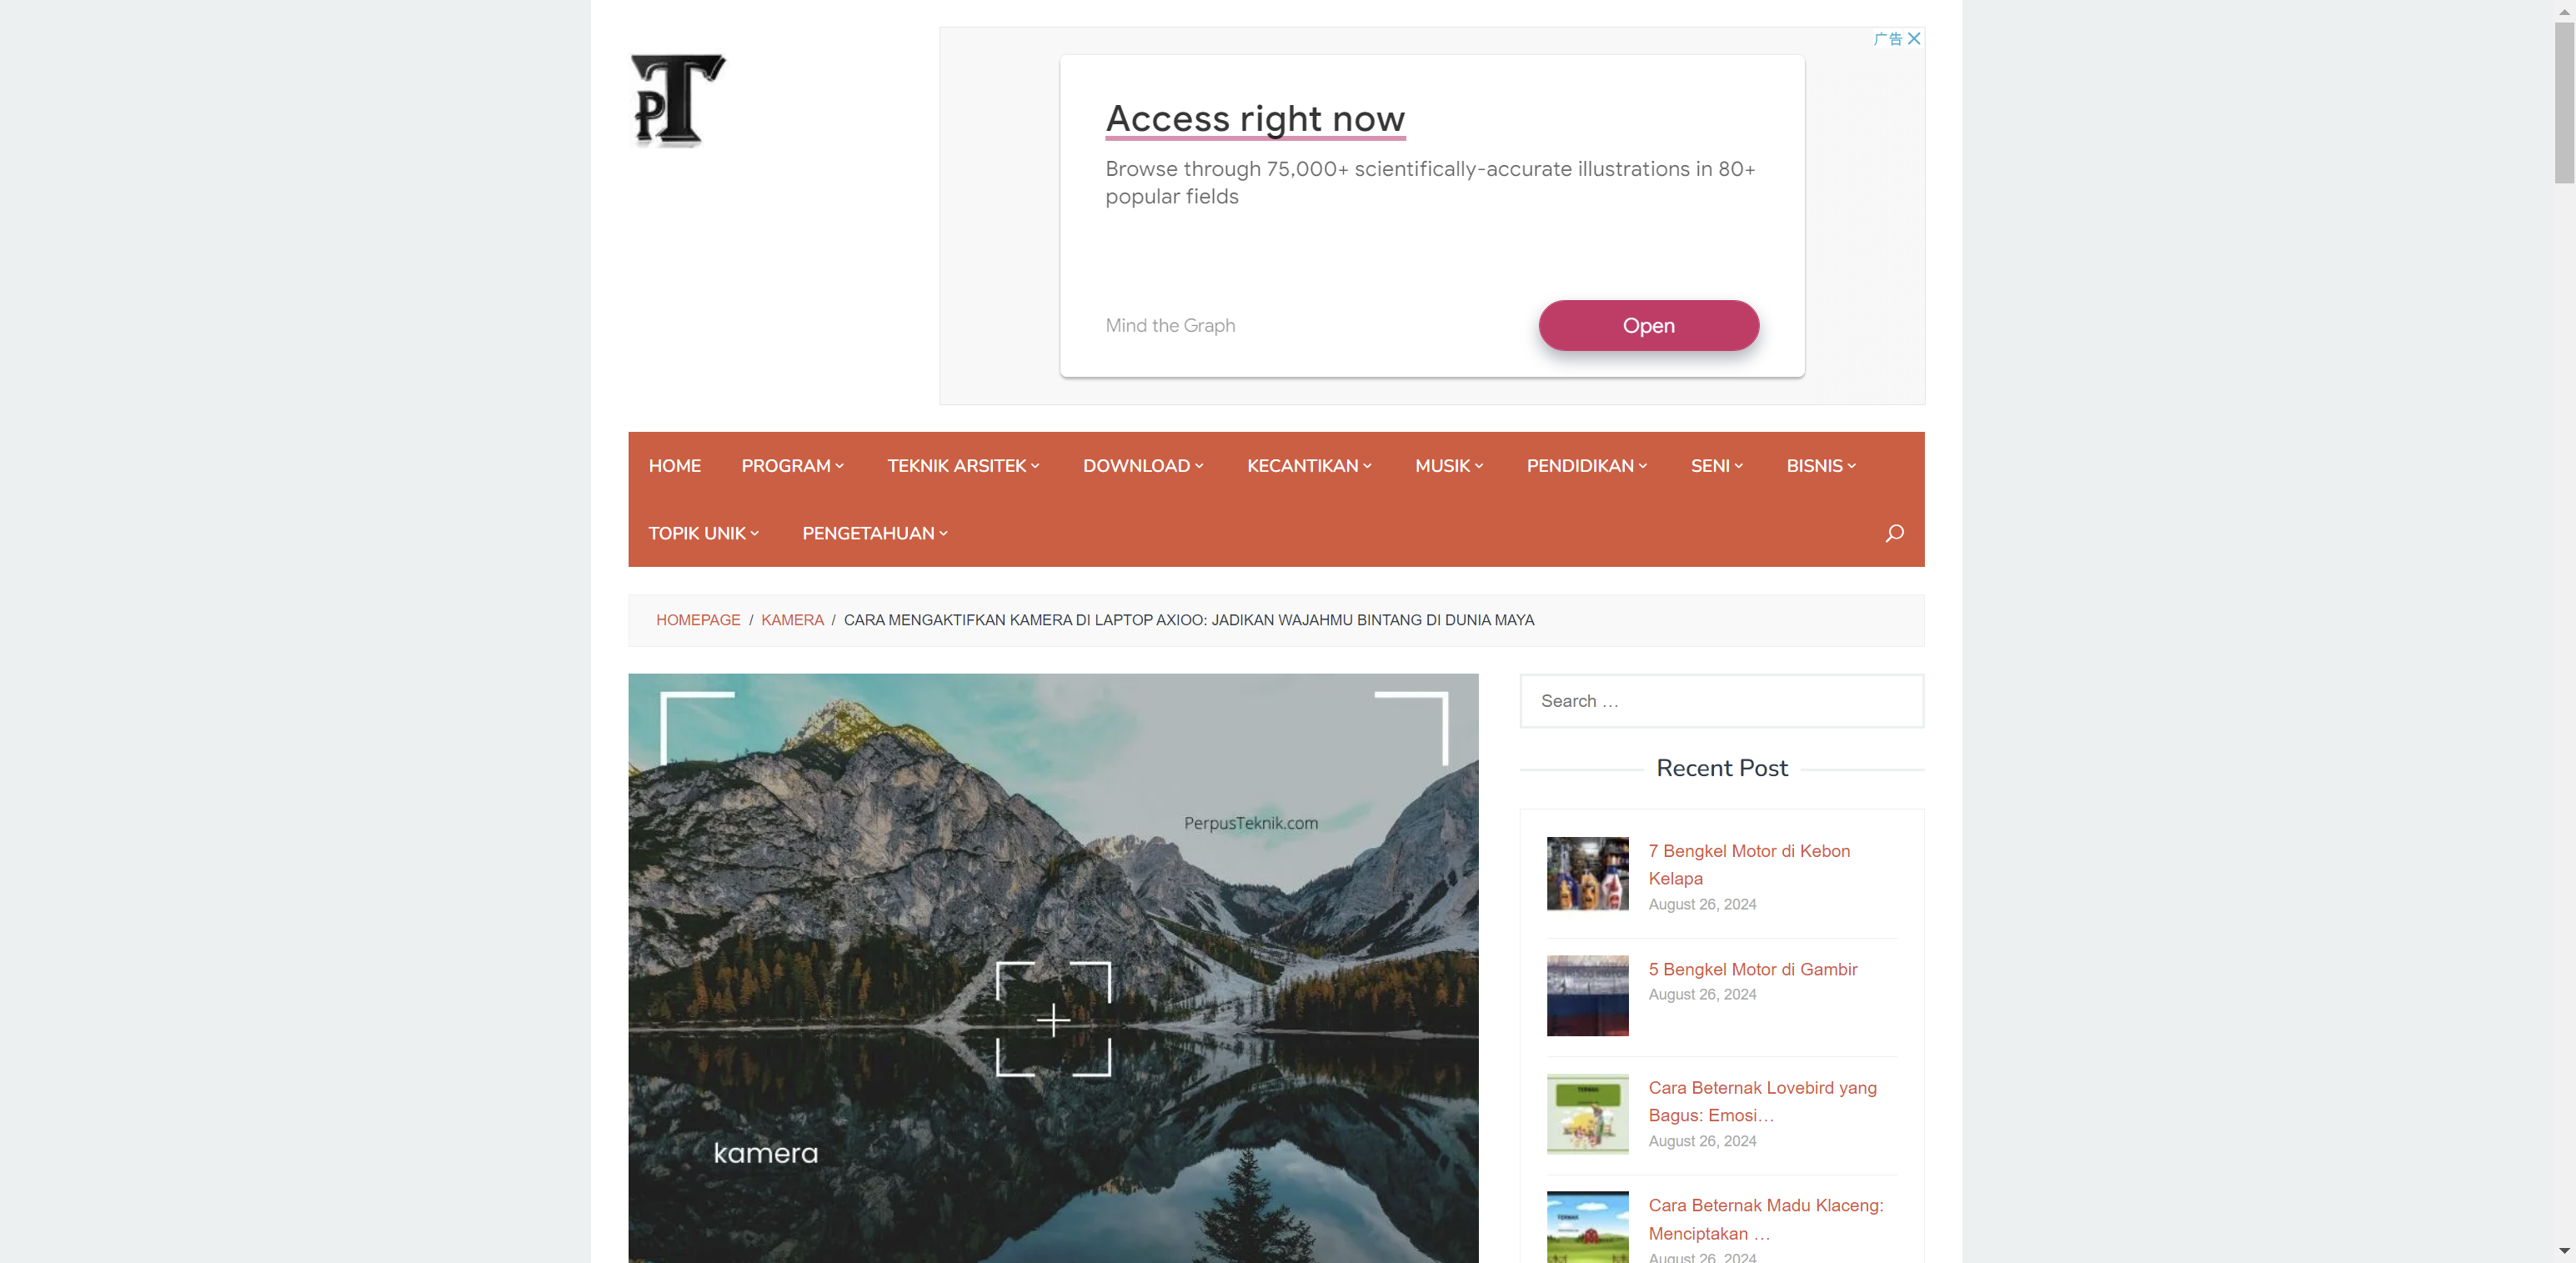 PT
广告
Access right now
Browse through 75,000+ scientifically-accurate illustrations in 80+
popular fields
Mind the Graph
Open
HOME PROGRAM TEKNIK ARSITEK DOWNLOAD KECANTIKAN MUSIK PENDIDIKAN SENI BISNIS
TOPIK UNIK PENGETAHUAN
HOMEPAGE / KAMERA / CARA MENGAKTIFKAN KAMERA DI LAPTOP AXIOO: JADIKAN WAJAHMU BINTANG DI DUNIA MAYA
PerpusTeknik.com
kamera
Search …
Recent Post
7 Bengkel Motor di Kebon
Kelapa
August 26, 2024
5 Bengkel Motor di Gambir
August 26, 2024
Cara Beternak Lovebird yang
Bagus: Emosi…
August 26, 2024
Cara Beternak Madu Klaceng:
Menciptakan …
August 26, 2024